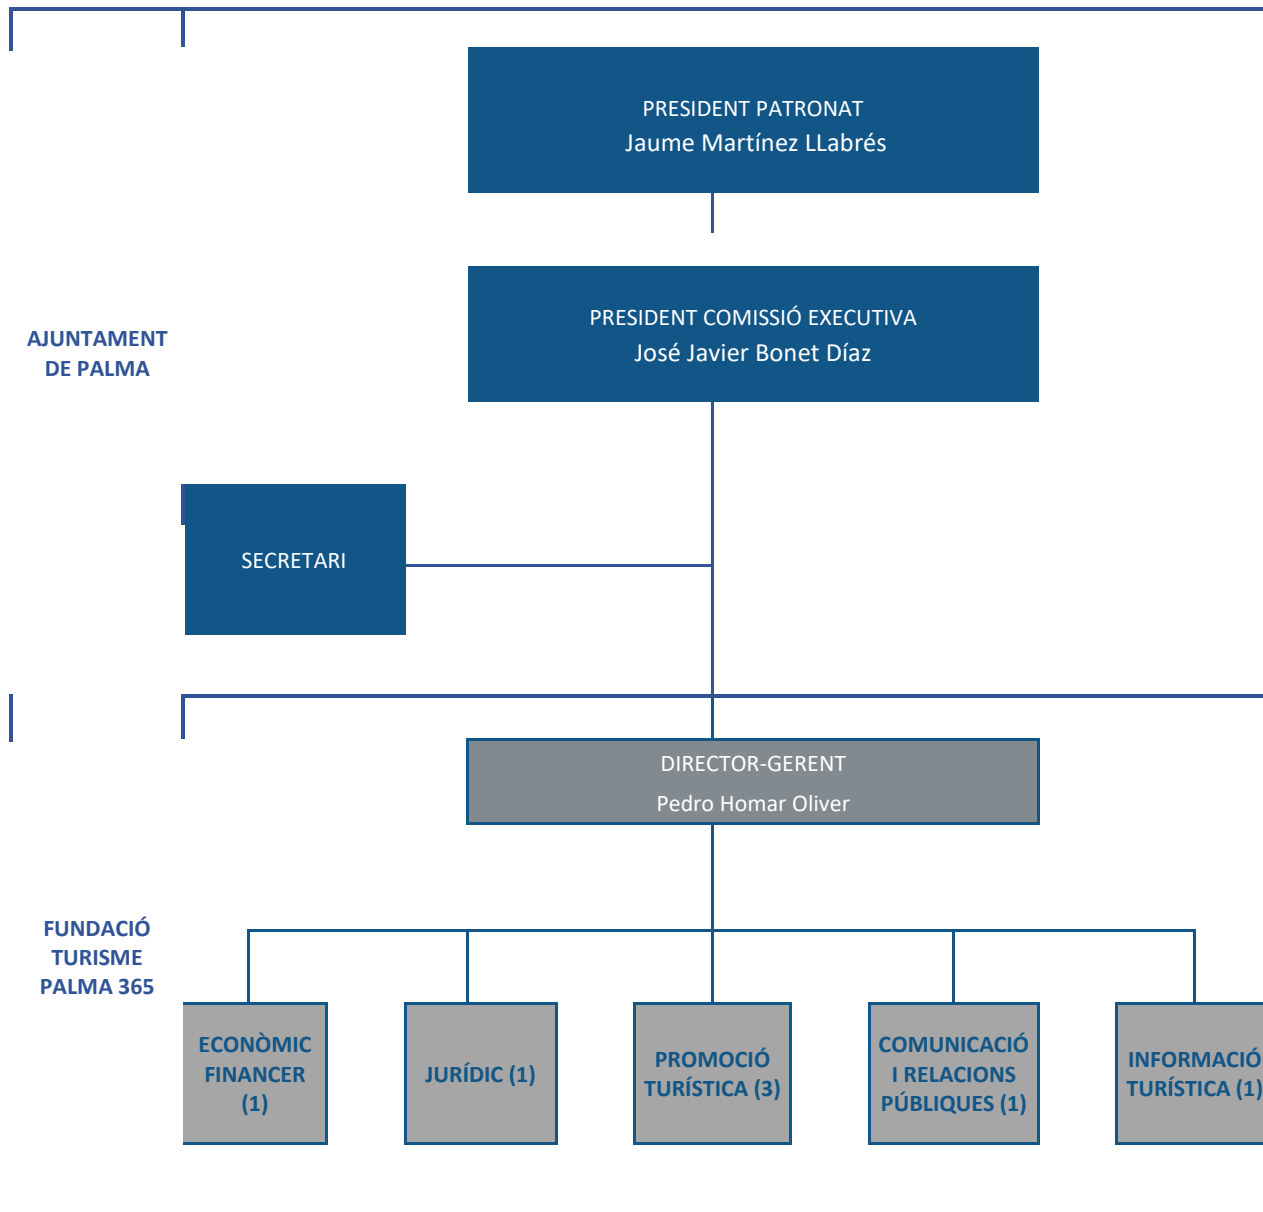 PRESIDENT PATRONAT
Jaume Martínez LLabrés
PRESIDENT COMISSIÓ EXECUTIVA
José Javier Bonet Díaz
AJUNTAMENT
DE PALMA
SECRETARI
DIRECTOR-GERENT
Pedro Homar Oliver
FUNDACIÓ
TURISME
PALMA 365
ECONÒMIC
FINANCER
(1)
JURÍDIC (1)
PROMOCIÓ
TURÍSTICA (3)
COMUNICACIÓ
I RELACIONS
PÚBLIQUES (1)
INFORMACIÓ
TURÍSTICA (1)